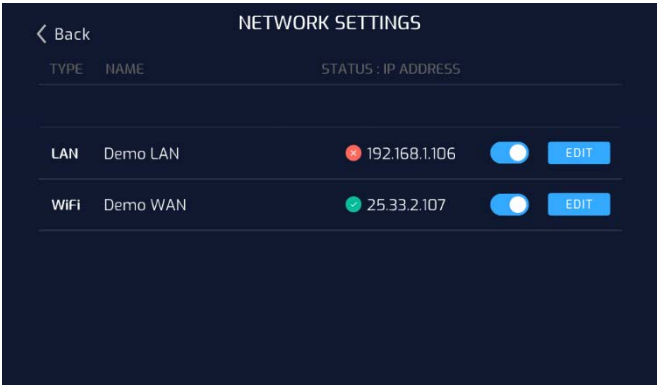 NETWORK SETTINGS
Back
TYPE NAME STATUS : IP ADDRESS
LAN Demo LAN 192.168.1.106 EDIT
WiFi Demo WAN 25.33.2.107 EDIT